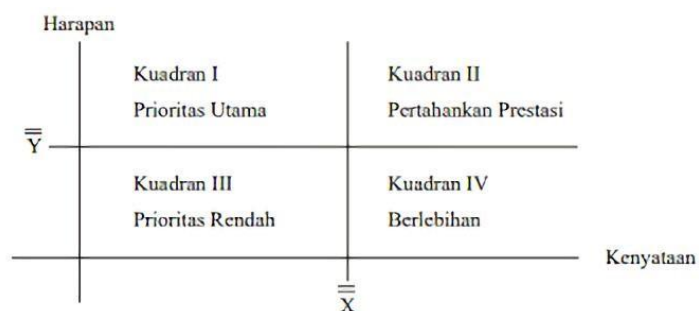 Harapan
Kuadran I
Prioritas Utama
Kuadran II
Pertahankan Prestasi
Y
Kuadran III
Prioritas Rendah
Kuadran IV
Berlebihan
Kenyataan
X